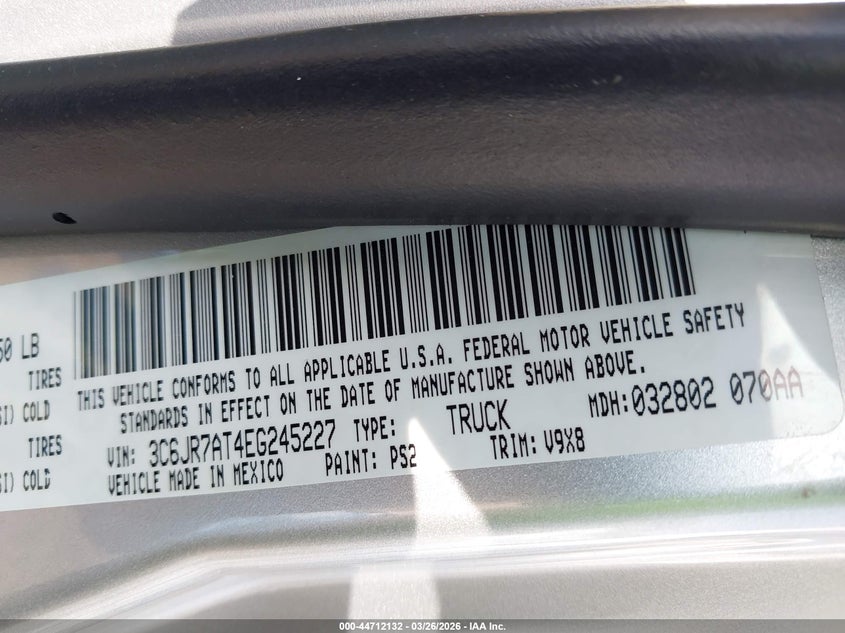 50 LB
TIRES
SI) COLD
TIRES
SI) COLD
THIS VEHICLE CONFORMS TO ALL APPLICABLE U.S.A. FEDERAL MOTOR VEHICLE SAFETY
STANDARDS IN EFFECT ON THE DATE OF MANUFACTURE SHOWN ABOVE.
VIN: 3C6JR7AT4EG245227 TYPE: TRUCK MDH: 032802 070AA
VEHICLE MADE IN MEXICO PAINT: PS2 TRIM: V9X8
000-44712132 — 03/26/2026 — IAA Inc.